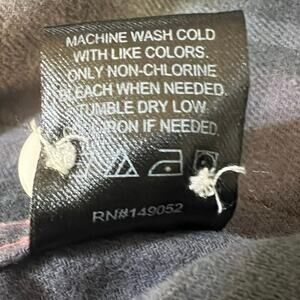 MACHINE WASH COLD
WITH LIKE COLORS.
ONLY NON-CHLORINE
BLEACH WHEN NEEDED.
TUMBLE DRY LOW.
IRON IF NEEDED.
RN#149052